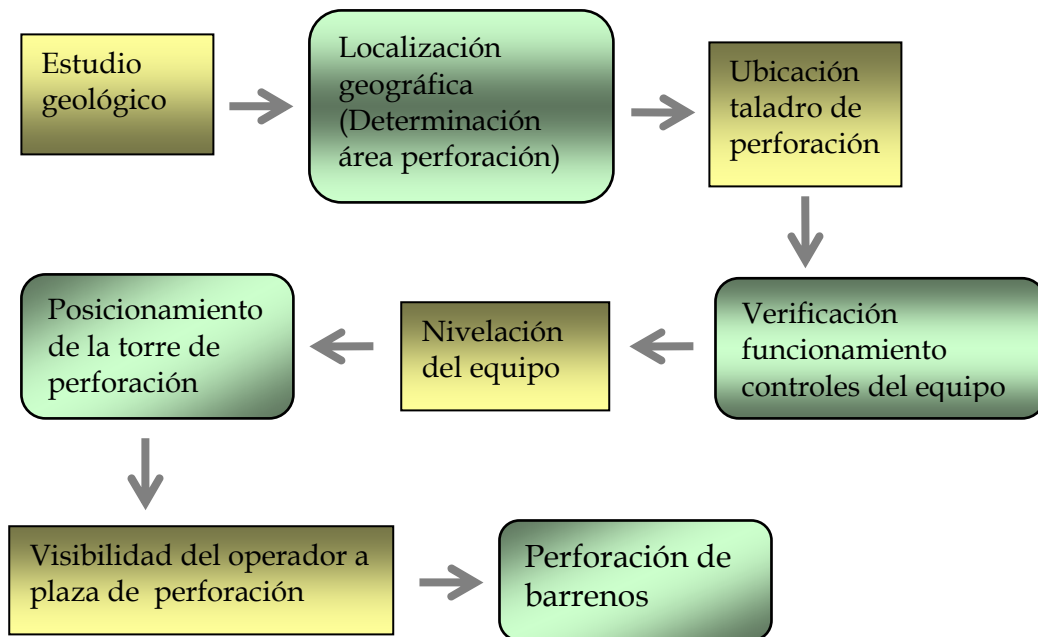 Estudio
geológico
Localización
geográfica
(Determinación
área perforación)
Ubicación
taladro de
perforación
Verificación
funcionamiento
controles del equipo
Nivelación
del equipo
Posicionamiento
de la torre de
perforación
Visibilidad del operador a
plaza de perforación
Perforación de
barrenos